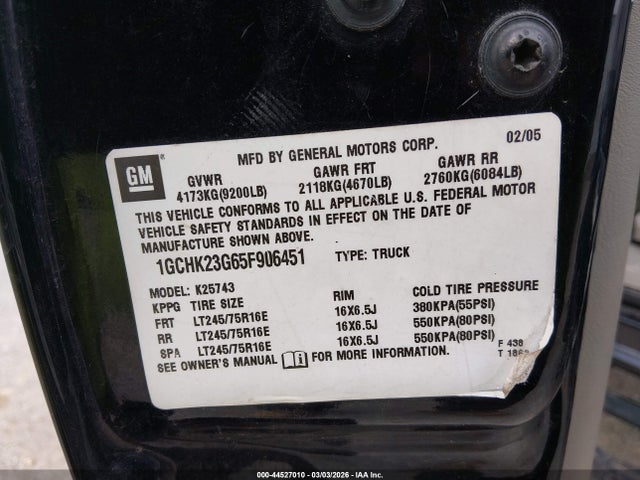 MFD BY GENERAL MOTORS CORP. 02/05
GM
®
GVWR GAWR FRT GAWR RR
4173KG(9200LB) 2118KG(4670LB) 2760KG(6084LB)
THIS VEHICLE CONFORMS TO ALL APPLICABLE U.S. FEDERAL MOTOR
VEHICLE SAFETY STANDARDS IN EFFECT ON THE DATE OF
MANUFACTURE SHOWN ABOVE.
1GCHK23G65F906451 TYPE: TRUCK
MODEL: K25743
KPPG TIRE SIZE RIM COLD TIRE PRESSURE
FRT LT245/75R16E 16X6.5J 380KPA(55PSI)
RR LT245/75R16E 16X6.5J 550KPA(80PSI)
SPA LT245/75R16E 16X6.5J 550KPA(80PSI)
SEE OWNER'S MANUAL i FOR MORE INFORMATION.
F 438
T
000-44527010 - 03/03/2026 - IAA Inc.